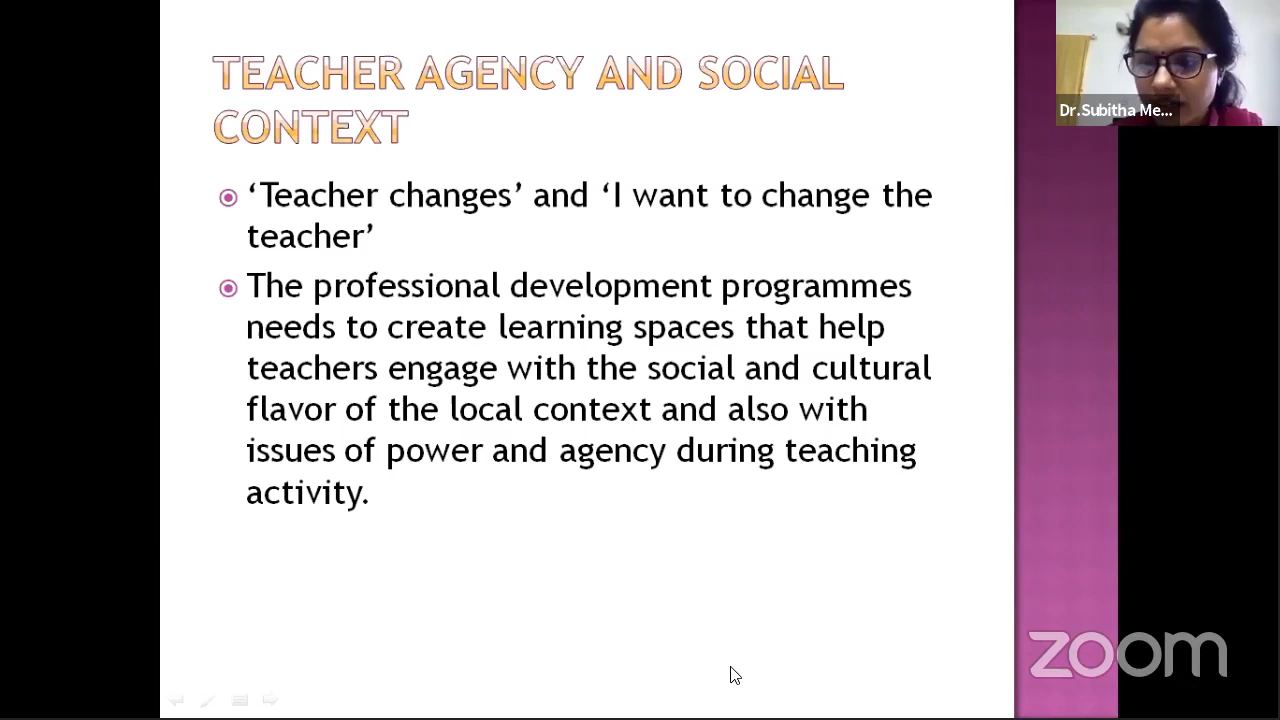 TEACHER AGENCY AND SOCIAL
CONTEXT
‘Teacher changes’ and ‘I want to change the
teacher’
The professional development programmes
needs to create learning spaces that help
teachers engage with the social and cultural
flavor of the local context and also with
issues of power and agency during teaching
activity.
Dr.Subitha Me...
zoom